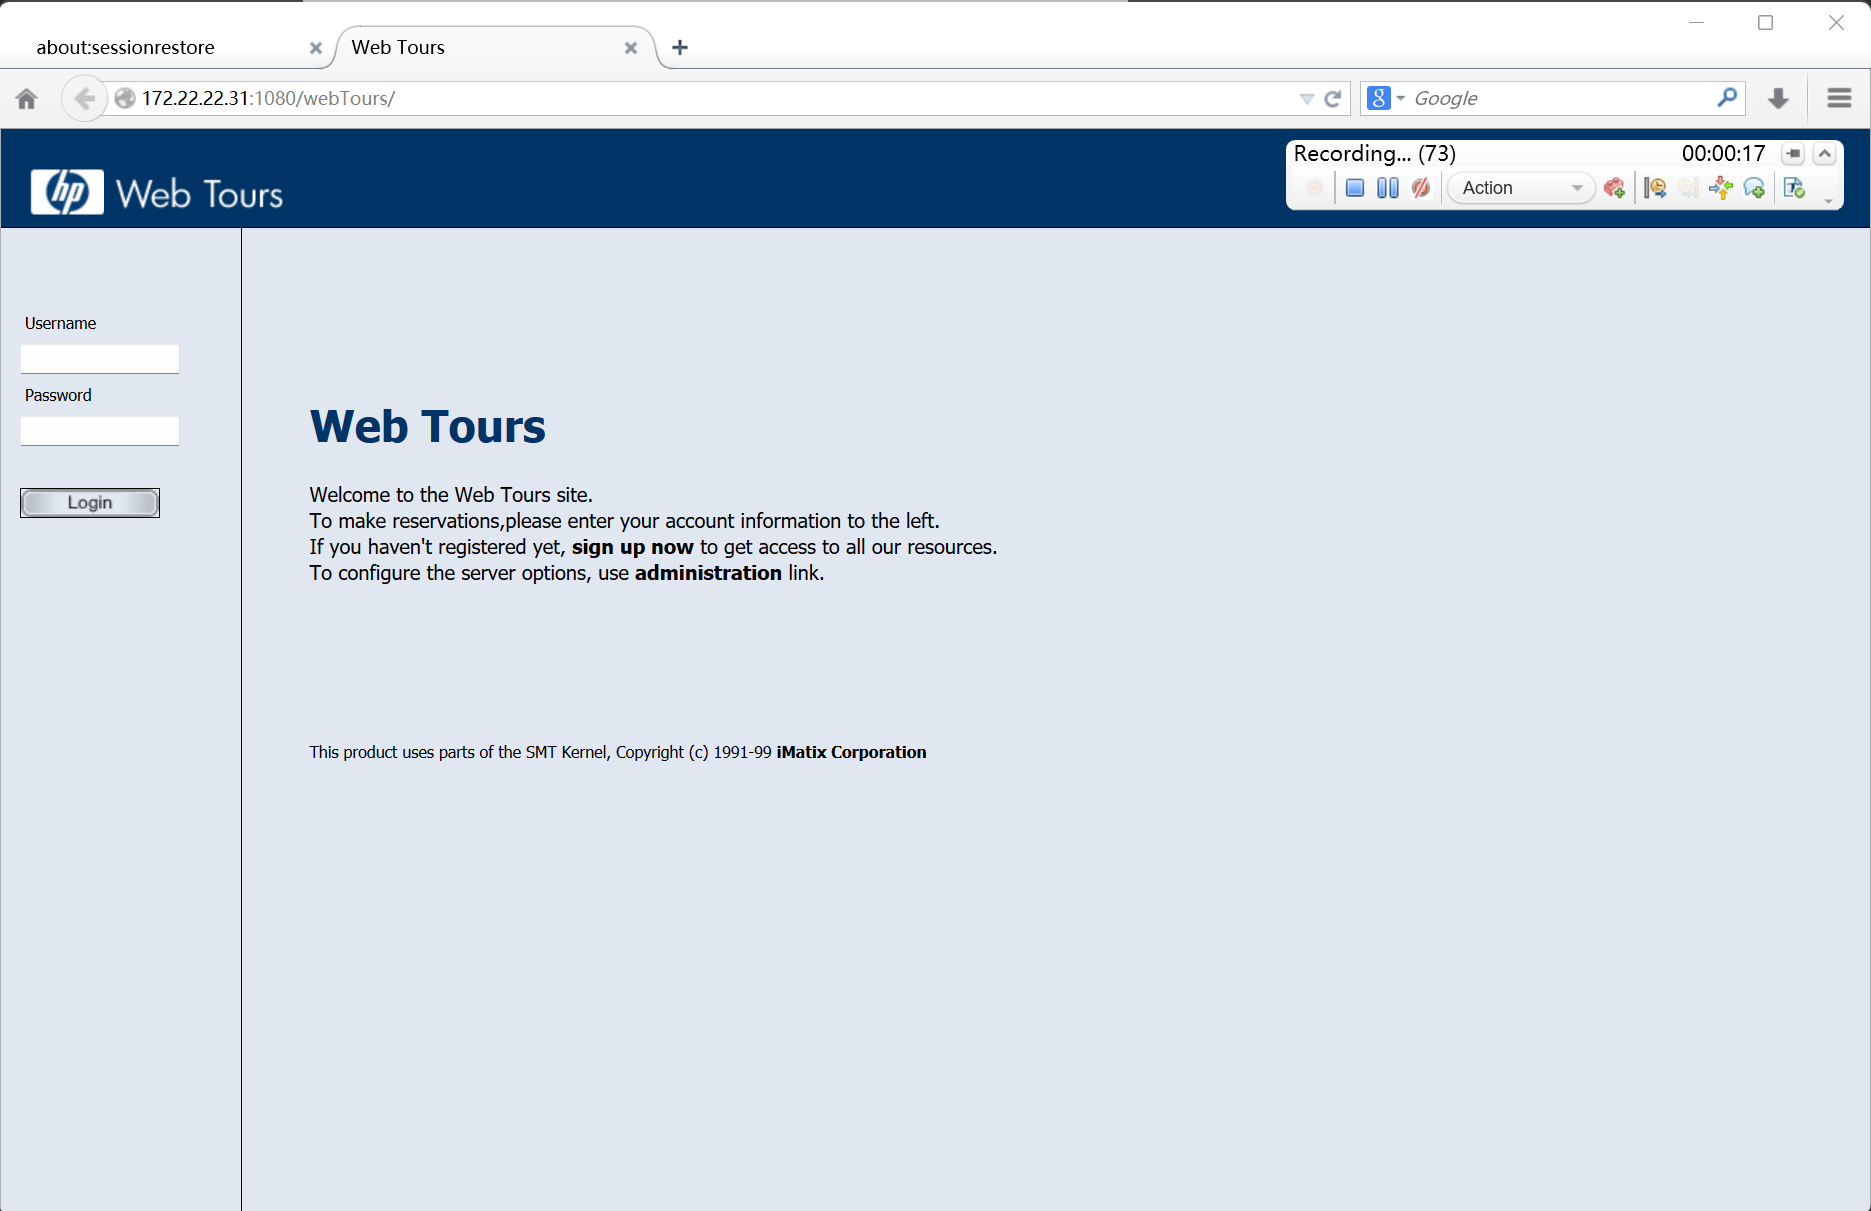 about:sessionrestore
Web Tours
172.22.22.31:1080/webTours/
Google
hp Web Tours
Recording... (73) 00:00:17
Action
Username
Password
Login
Web Tours
Welcome to the Web Tours site.
To make reservations,please enter your account information to the left.
If you haven't registered yet, sign up now to get access to all our resources.
To configure the server options, use administration link.
This product uses parts of the SMT Kernel, Copyright (c) 1991-99 iMatix Corporation